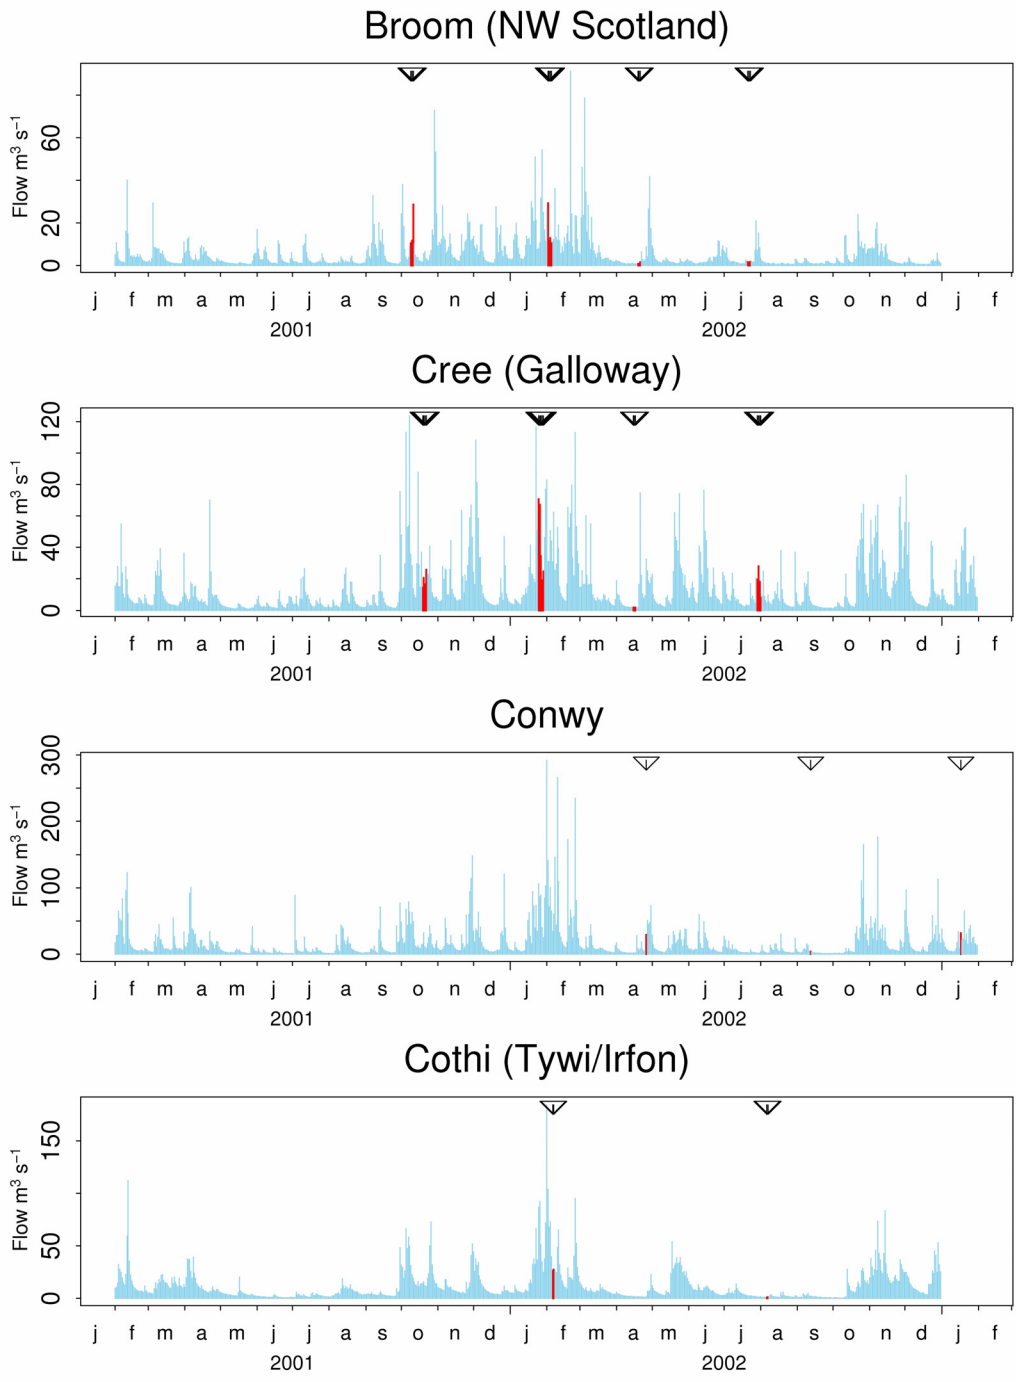 Broom (NW Scotland)
Flow m³ s⁻¹
60
20
0
j f m a m j j a s o n d j f m a m j j a s o n d j f
2001 2002
Cree (Galloway)
Flow m³ s⁻¹
120
80
40
0
j f m a m j j a s o n d j f m a m j j a s o n d j f
2001 2002
Conwy
Flow m³ s⁻¹
300
200
100
0
j f m a m j j a s o n d j f m a m j j a s o n d j f
2001 2002
Cothi (Tywi/Irfon)
Flow m³ s⁻¹
150
50
0
j f m a m j j a s o n d j f m a m j j a s o n d j f
2001 2002